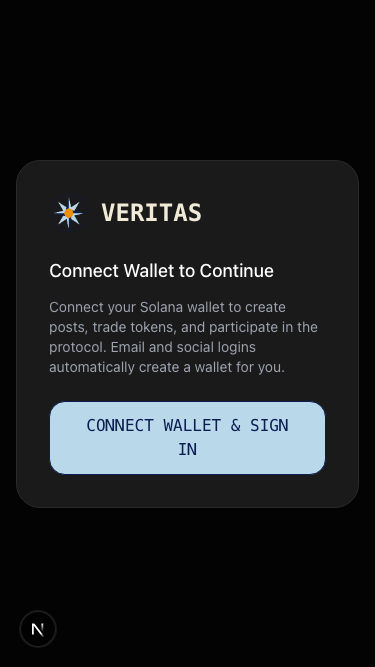 VERITAS
Connect Wallet to Continue
Connect your Solana wallet to create
posts, trade tokens, and participate in the
protocol. Email and social logins
automatically create a wallet for you.
CONNECT WALLET & SIGN
IN
N